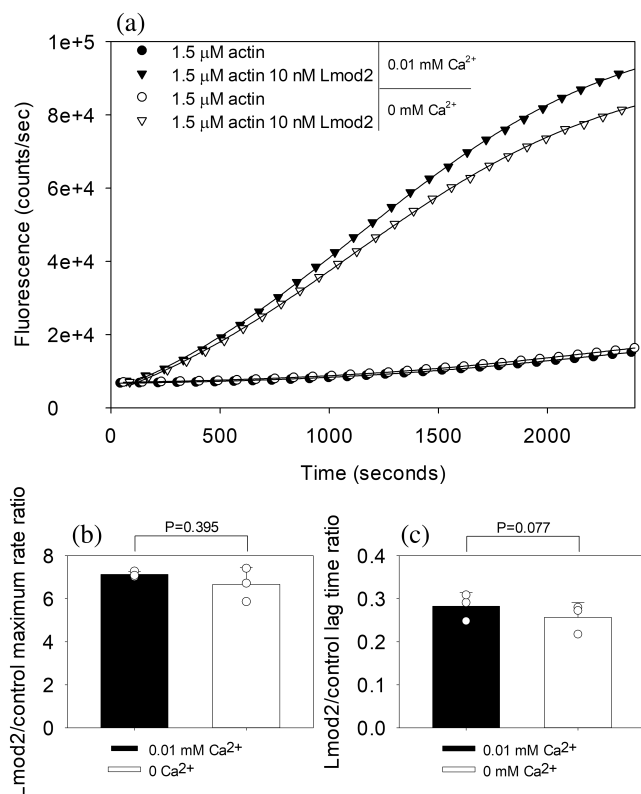 (a)
1e+5
8e+4
6e+4
4e+4
2e+4
0
Fluorescence (counts/sec)
1.5 μM actin
1.5 μM actin 10 nM Lmod2
0.01 mM Ca²⁺
1.5 μM actin
1.5 μM actin 10 nM Lmod2
0 mM Ca²⁺
0 500 1000 1500 2000
Time (seconds)
(b)
P=0.395
Lmod2/control maximum rate ratio
8
6
4
2
0
0.01 mM Ca²⁺
0 Ca²⁺
(c)
P=0.077
Lmod2/control lag time ratio
0.4
0.3
0.2
0.1
0.0
0.01 mM Ca²⁺
0 mM Ca²⁺